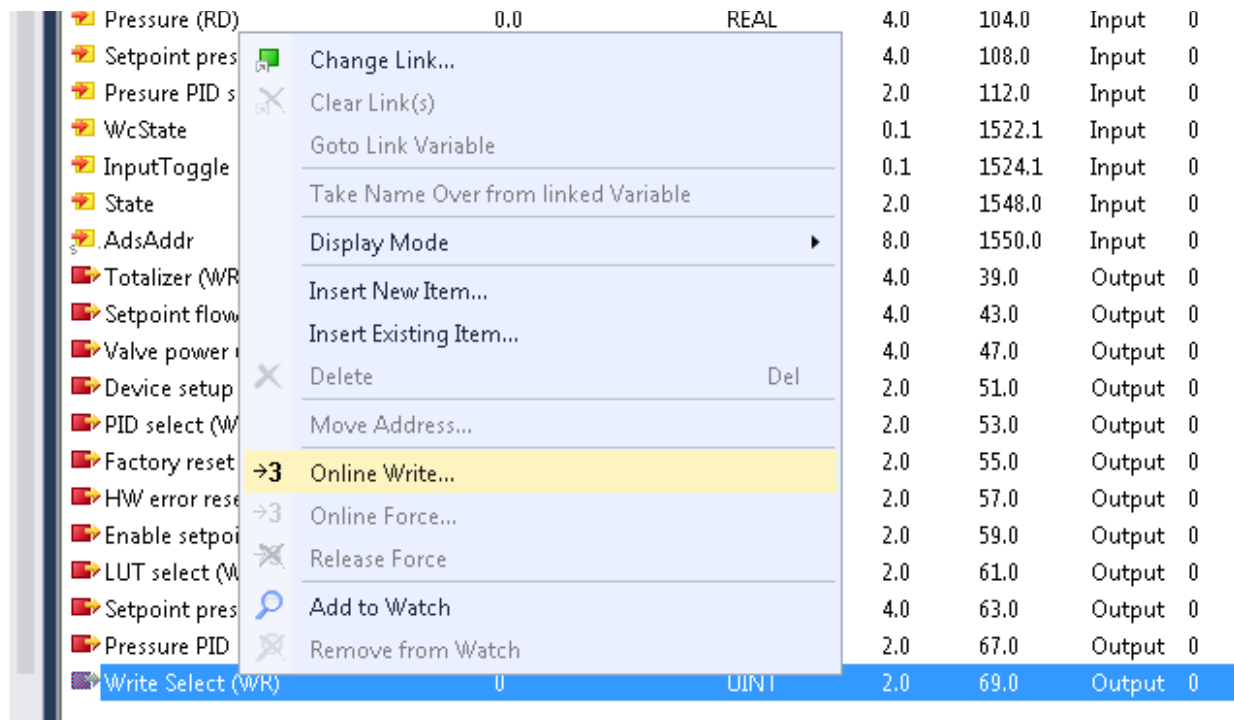 Pressure (RD) 0.0 REAL 4.0 104.0 Input 0
Setpoint pres 4.0 108.0 Input 0
Presure PID s 2.0 112.0 Input 0
WcState 0.1 1522.1 Input 0
InputToggle 0.1 1524.1 Input 0
State 2.0 1548.0 Input 0
AdsAddr 8.0 1550.0 Input 0
Totalizer (WR 4.0 39.0 Output 0
Setpoint flow 4.0 43.0 Output 0
Valve power 4.0 47.0 Output 0
Device setup 2.0 51.0 Output 0
PID select (W 2.0 53.0 Output 0
Factory reset 2.0 55.0 Output 0
HW error rese 2.0 57.0 Output 0
Enable setpoi 2.0 59.0 Output 0
LUT select (W 2.0 61.0 Output 0
Setpoint pres 4.0 63.0 Output 0
Pressure PID 2.0 67.0 Output 0
Write Select (WR) 0 UINT 2.0 69.0 Output 0
Change Link...
Clear Link(s)
Goto Link Variable
Take Name Over from linked Variable
Display Mode
Insert New Item...
Insert Existing Item...
Delete Del
Move Address...
→3 Online Write...
→3 Online Force...
Release Force
Add to Watch
Remove from Watch